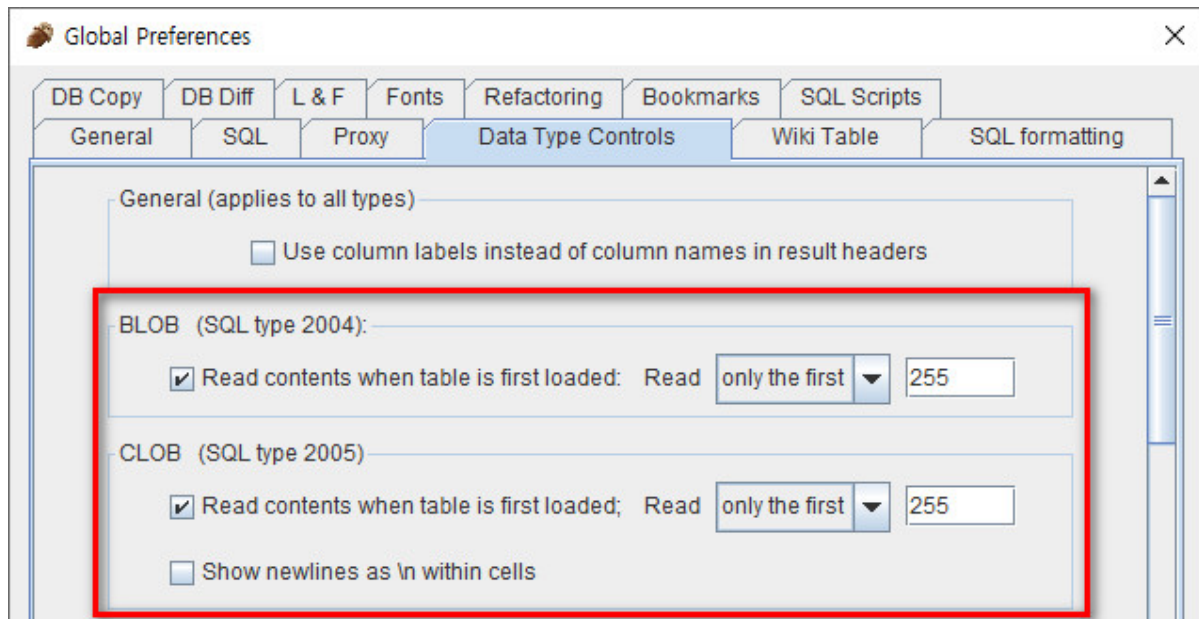 Global Preferences
DB Copy DB Diff L & F Fonts Refactoring Bookmarks SQL Scripts
General SQL Proxy Data Type Controls Wiki Table SQL formatting
General (applies to all types)
Use column labels instead of column names in result headers
BLOB (SQL type 2004):
Read contents when table is first loaded: Read only the first 255
CLOB (SQL type 2005)
Read contents when table is first loaded; Read only the first 255
Show newlines as \n within cells